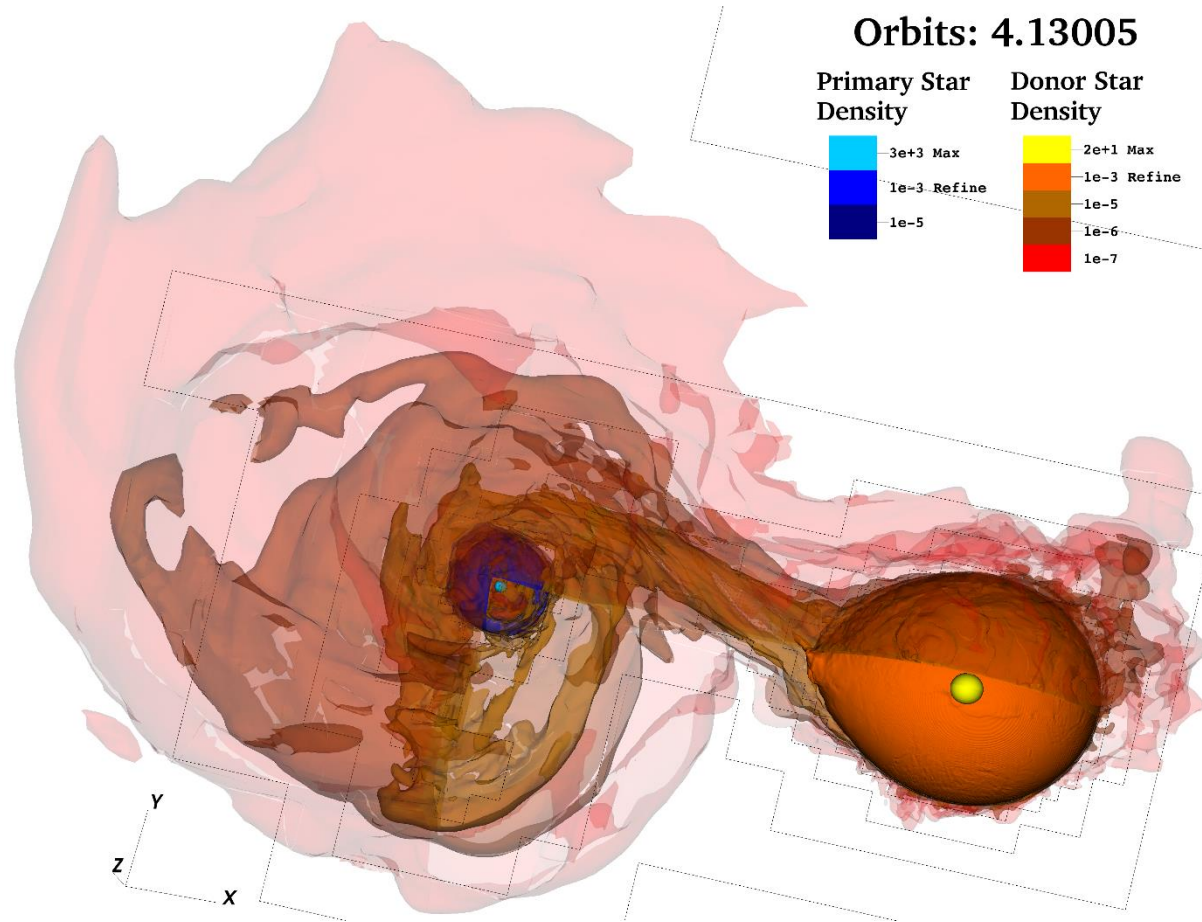 Orbits: 4.13005
Primary Star
Density
3e+3 Max
1e-3 Refine
1e-5
Donor Star
Density
2e+1 Max
1e-3 Refine
1e-5
1e-6
1e-7
Y
Z
X